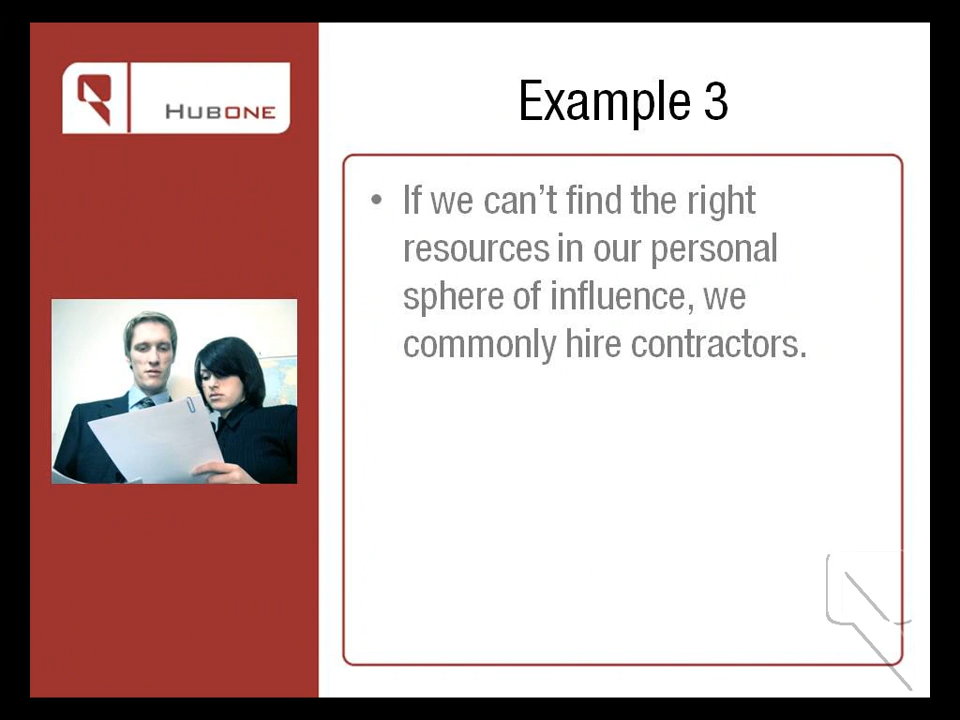 HUBONE
Example 3
• If we can’t find the right
resources in our personal
sphere of influence, we
commonly hire contractors.